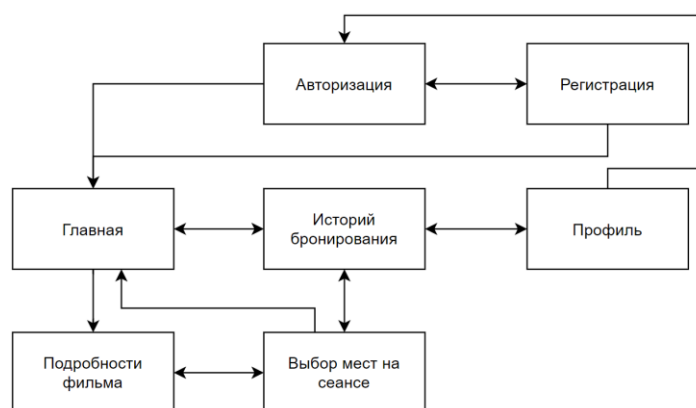 Авторизация
Регистрация
Главная
Историй
бронирования
Профиль
Подробности
фильма
Выбор мест на
сеансе